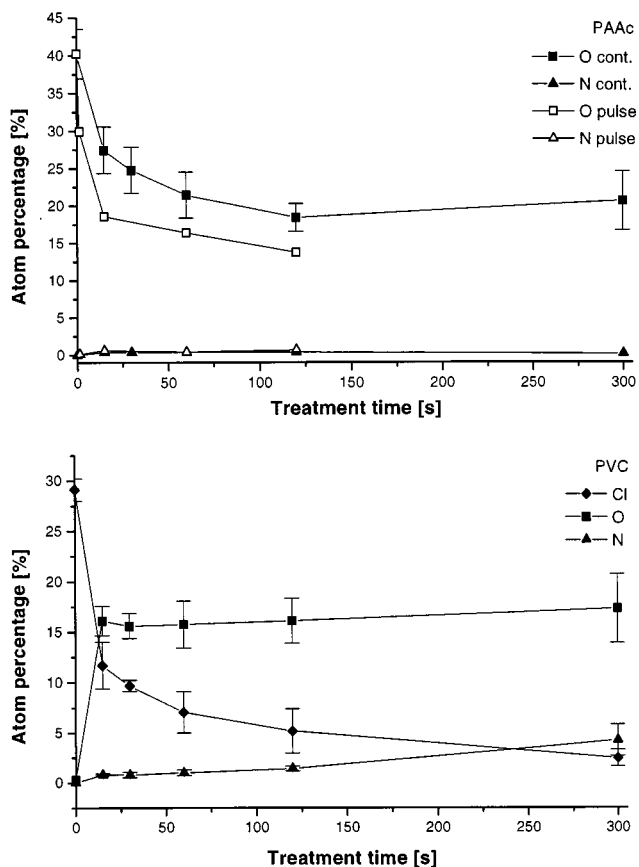 PAAc
O cont.
N cont.
O pulse
N pulse
Atom percentage [%]
45
40
35
30
25
20
15
10
5
0
0 50 100 150 200 250 300
Treatment time [s]
PVC
Cl
O
N
Atom percentage [%]
30
25
20
15
10
5
0
0 50 100 150 200 250 300
Treatment time [s]